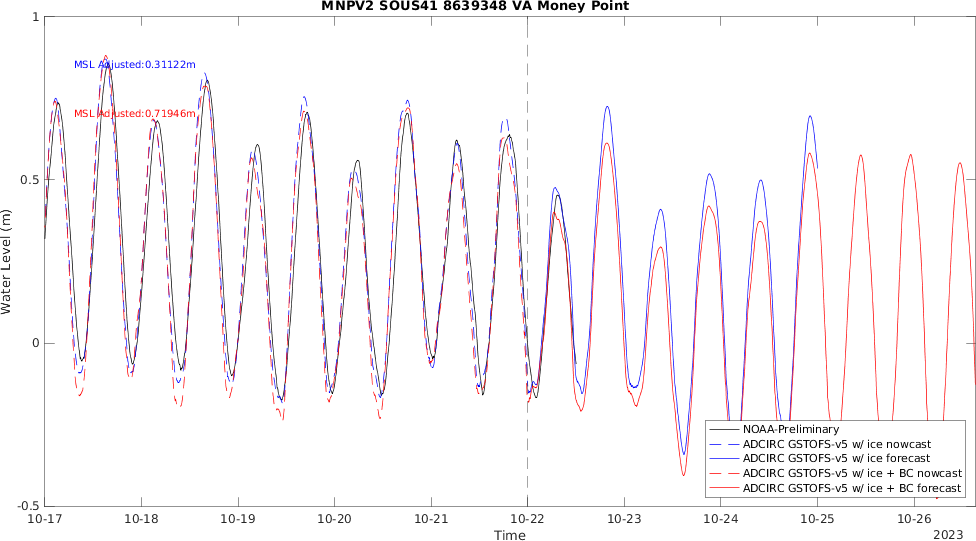 MNPV2 SOUS41 8639348 VA Money Point
1
MSL Adjusted:0.31122m
MSL Adjusted:0.71946m
0.5
Water Level (m)
0
NOAA-Preliminary
ADCIRC GSTOFS-v5 w/ ice nowcast
ADCIRC GSTOFS-v5 w/ ice forecast
ADCIRC GSTOFS-v5 w/ ice + BC nowcast
ADCIRC GSTOFS-v5 w/ ice + BC forecast
-0.5
10-17 10-18 10-19 10-20 10-21 10-22 10-23 10-24 10-25 10-26
Time
2023